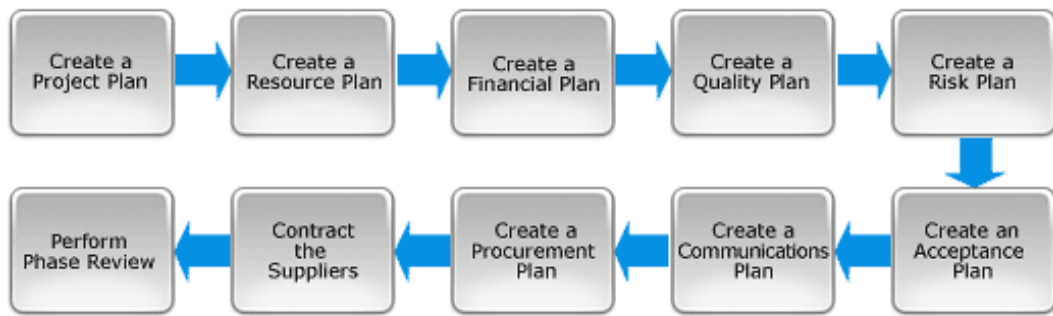 Create a
Project Plan
Create a
Resource Plan
Create a
Financial Plan
Create a
Quality Plan
Create a
Risk Plan
Create an
Acceptance
Plan
Create a
Communications
Plan
Create a
Procurement
Plan
Contract
the
Suppliers
Perform
Phase Review